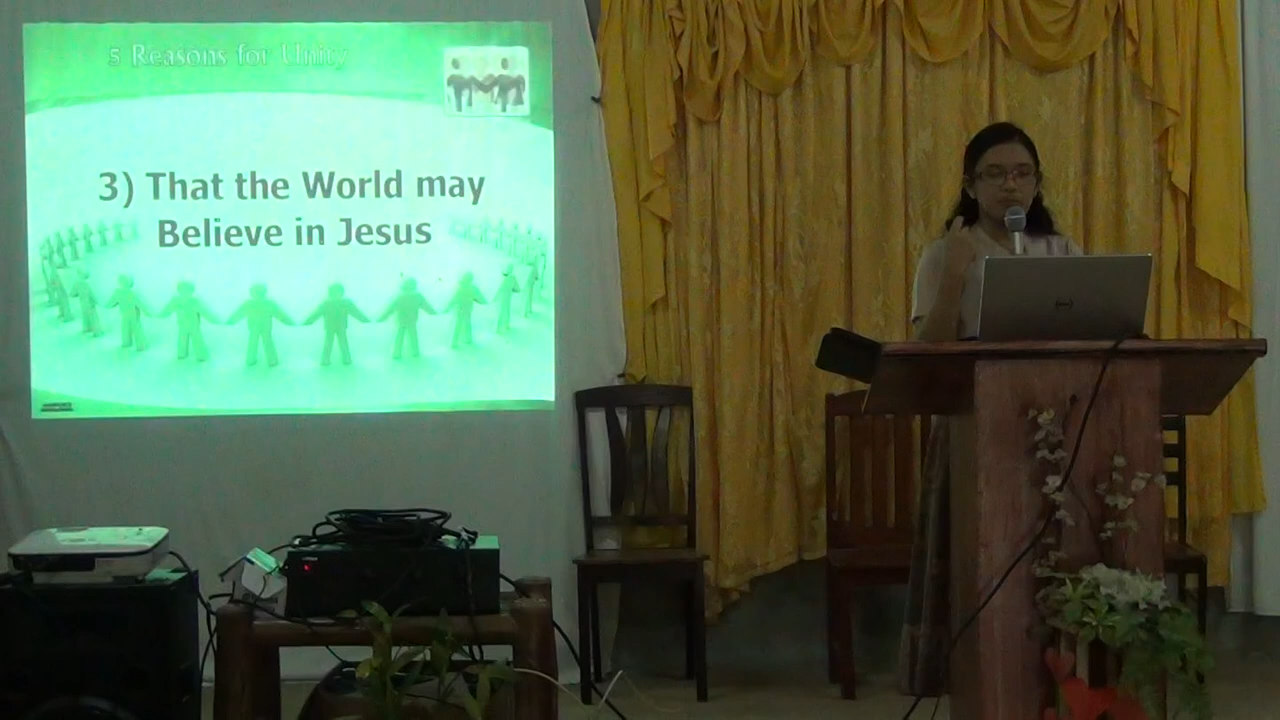 5 Reasons for Unity
3) That the World may
Believe in Jesus